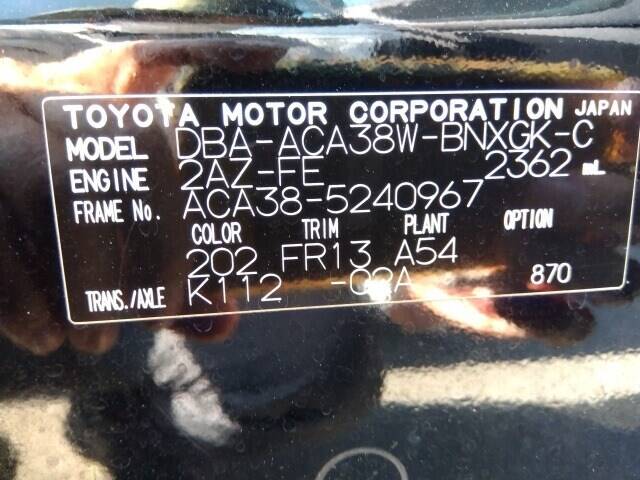 TOYOTA MOTOR CORPORATION JAPAN
MODEL DBA-ACA38W-BNXGK-C
ENGINE 2AZ-FE 2362 mL
FRAME No. ACA38-5240967
COLOR TRIM PLANT OPTION
202 FR13 A54
TRANS./AXLE K112 -02A 870